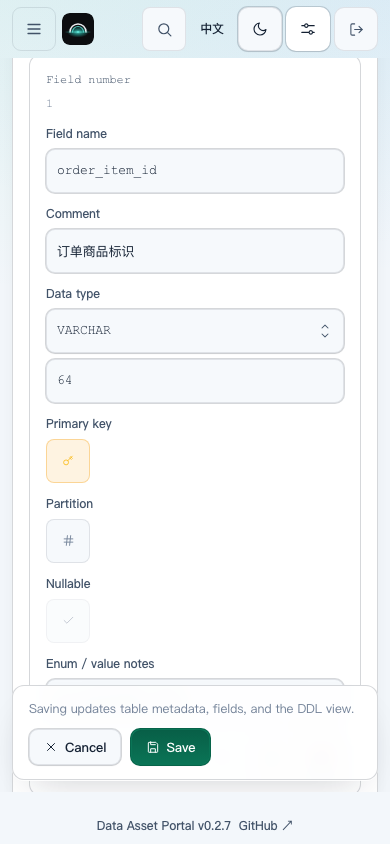 中文
Field number
1
Field name
order_item_id
Comment
订单商品标识
Data type
VARCHAR
64
Primary key
Partition
Nullable
Enum / value notes
Saving updates table metadata, fields, and the DDL view.
Cancel
Save
Data Asset Portal v0.2.7 GitHub ↗